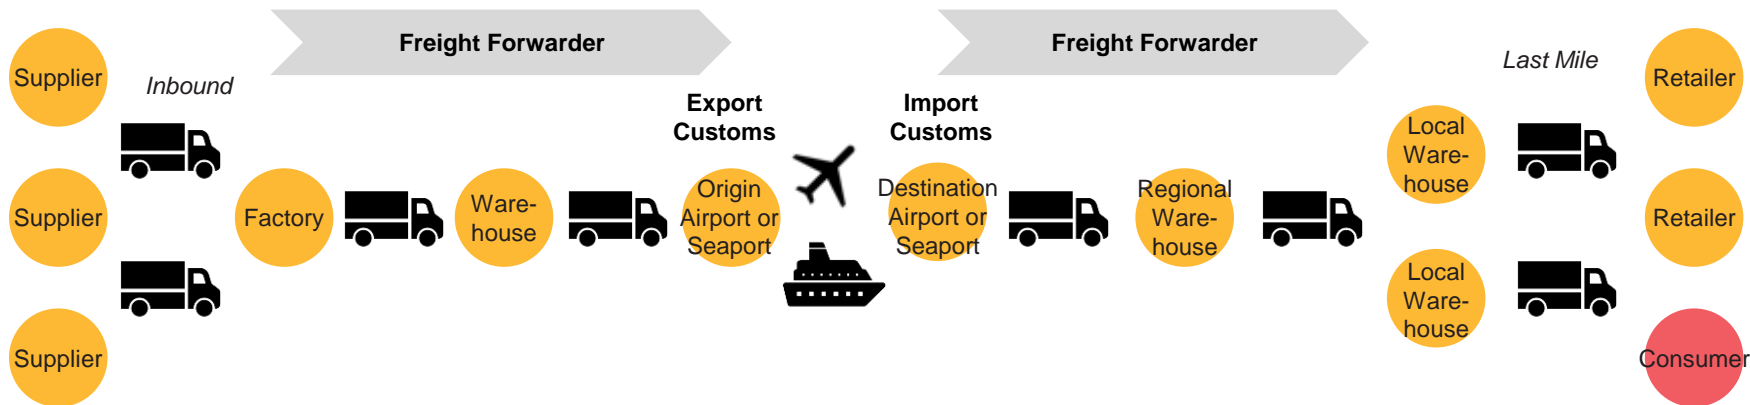 Freight Forwarder
Freight Forwarder
Supplier
Inbound
Last Mile
Retailer
Export
Customs
Import
Customs
Local
Ware-
house
Supplier
Factory
Ware-
house
Origin
Airport or
Seaport
Destination
Airport or
Seaport
Regional
Ware-
house
Retailer
Local
Ware-
house
Supplier
Consumer